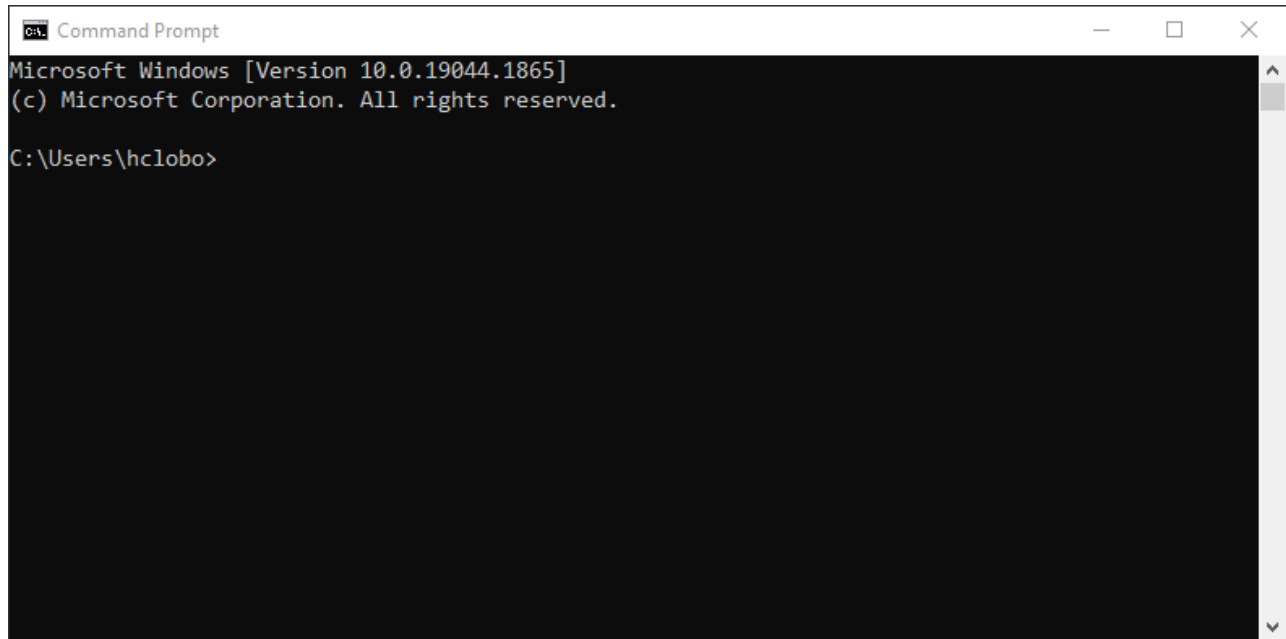 Command Prompt
Microsoft Windows [Version 10.0.19044.1865]
(c) Microsoft Corporation. All rights reserved.
C:\Users\hclobo>